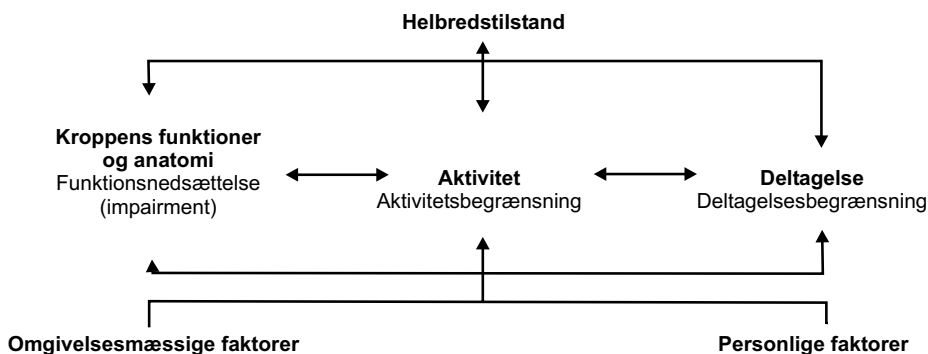 Helbredstilstand
Kroppens funktioner
og anatomi
Funktionsnedsættelse
(impairment)
Aktivitet
Aktivitetsbegrænsning
Deltagelse
Deltagelsesbegrænsning
Omgivelsesmæssige faktorer
Personlige faktorer